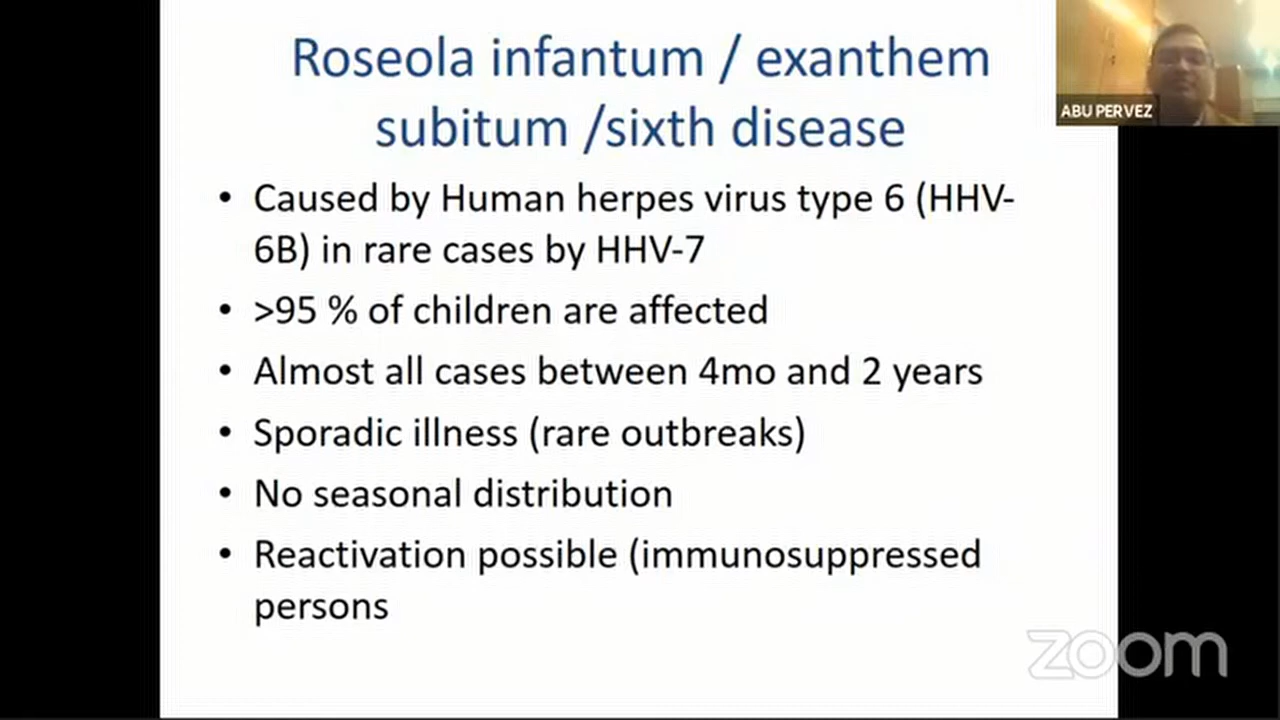 Roseola infantum / exanthem
subitum /sixth disease
ABU PERVEZ
• Caused by Human herpes virus type 6 (HHV-
6B) in rare cases by HHV-7
• >95 % of children are affected
• Almost all cases between 4mo and 2 years
• Sporadic illness (rare outbreaks)
• No seasonal distribution
• Reactivation possible (immunosuppressed
persons
zoom